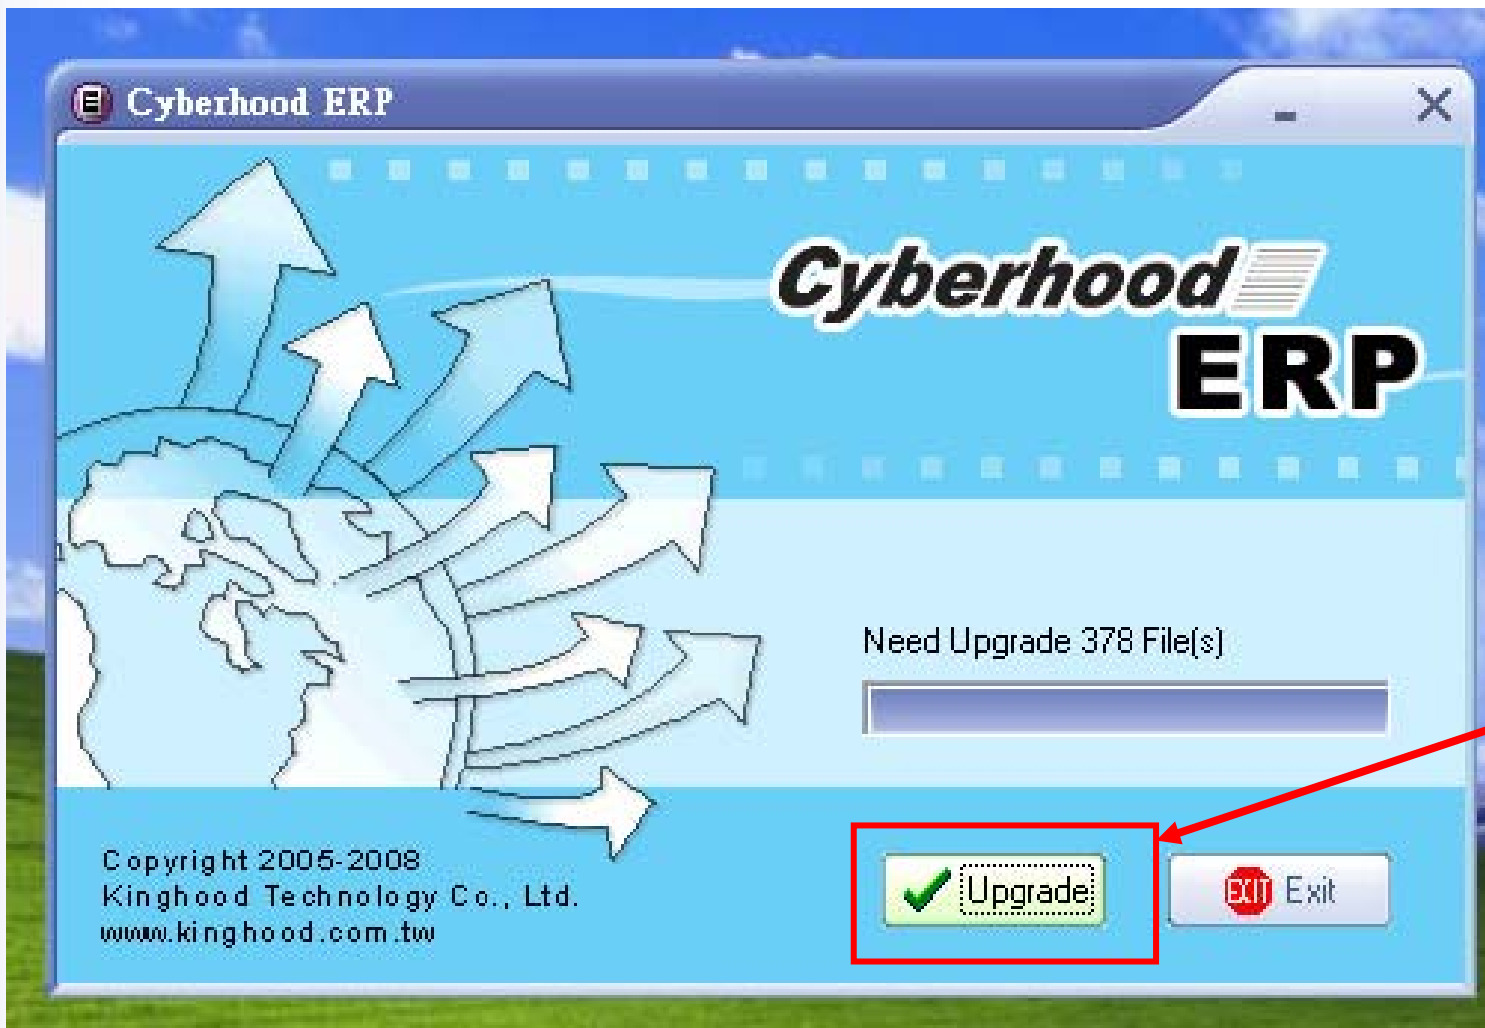 Cyberhood ERP
Cyberhood
ERP
Need Upgrade 378 File(s)
Copyright 2005-2008
Kinghood Technology Co., Ltd.
www.kinghood.com.tw
Upgrade
EXIT Exit